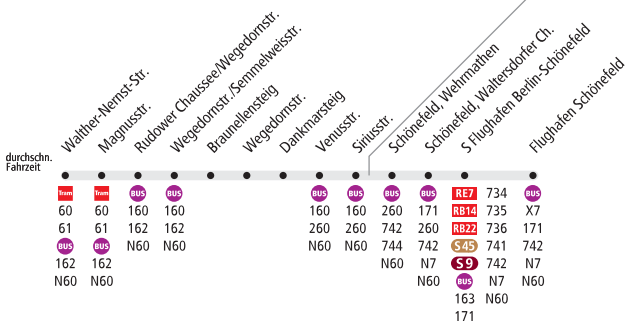 Walther-Nernst-Str.
Magnusstr.
Rudower Chaussee/Wegedornstr.
Wegedornstr./Semmelweisstr.
Braunellensteig
Wegedornstr.
Dankmarsteig
Venusstr.
Siriusstr.
Schönefeld, Wehrmathen
Schönefeld, Waltersdorfer Ch.
S Flughafen Berlin-Schönefeld
Flughafen Schönefeld
durchschn.
Fahrzeit
Tram
60
61
BUS
162
N60
Tram
60
61
BUS
162
N60
BUS
160
162
N60
BUS
160
162
N60
BUS
160
260
N60
BUS
160
260
N60
BUS
260
742
744
N60
BUS
171
260
742
N7
N60
RE7
RB14
RB22
S45
S9
BUS
163
171
734
735
736
741
742
N7
N60
BUS
X7
171
742
N7
N60